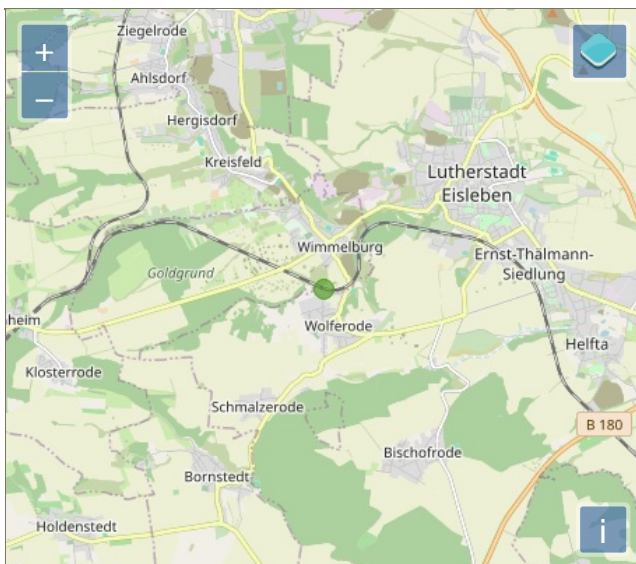 Ziegelrode
+
Ahlsdorf
–
Hergisdorf
Kreisfeld
Lutherstadt
Eisleben
Wimmelburg
Goldgrund
Ernst-Thälmann-
Siedlung
nheim
Wolferode
Helfta
Klosterrode
Schmalzerode
B 180
Bischofrode
Bornstedt
Holdenstedt
i